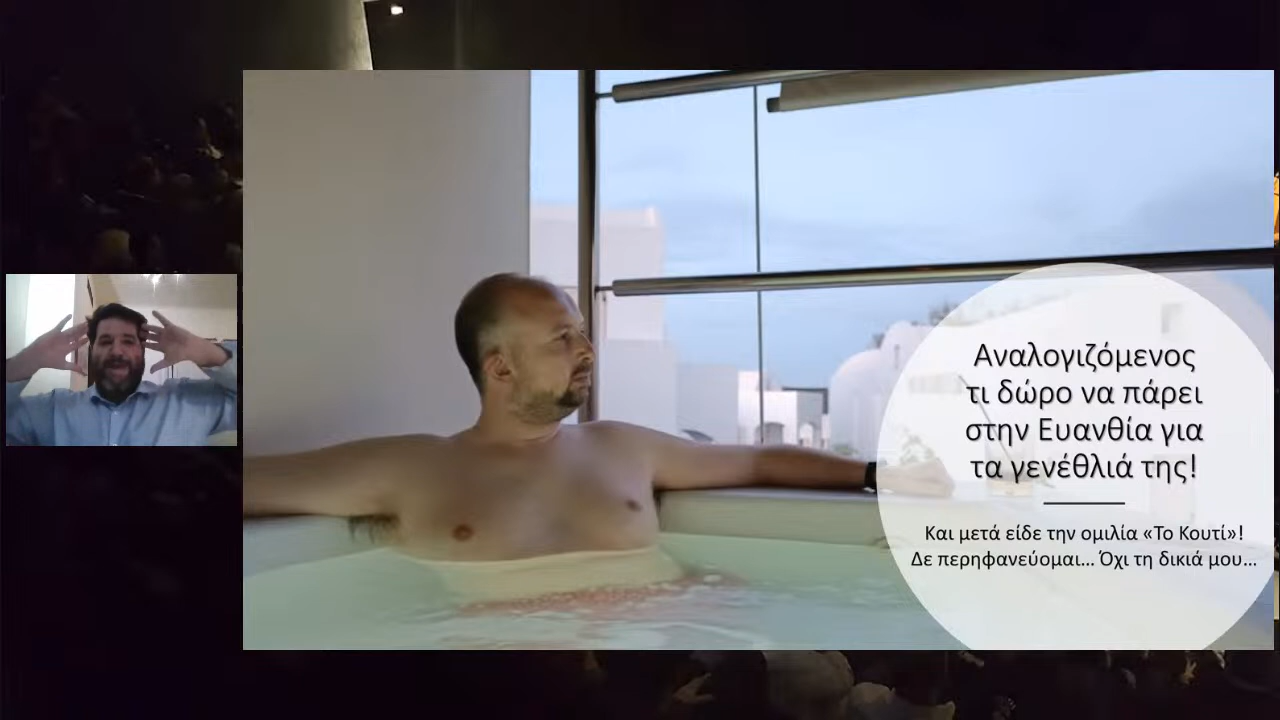 Αναλογιζόμενος
τι δώρο να πάρει
στην Ευανθία για
τα γενέθλιά της!
Και μετά είδε την ομιλία «Το Κουτί»!
Δε περηφανεύομαι... Όχι τη δικιά μου...